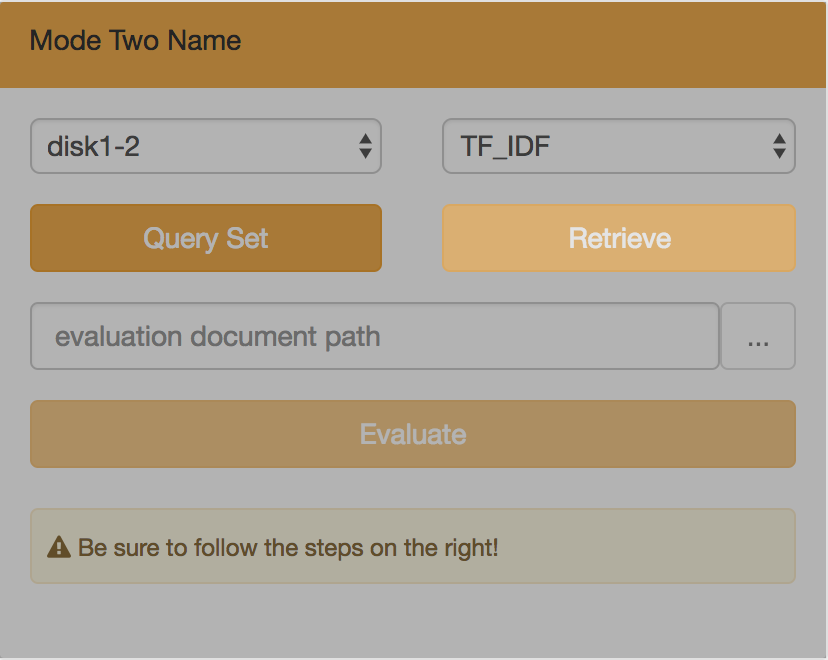 Mode Two Name
disk1-2
TF_IDF
Query Set
Retrieve
evaluation document path
...
Evaluate
Be sure to follow the steps on the right!